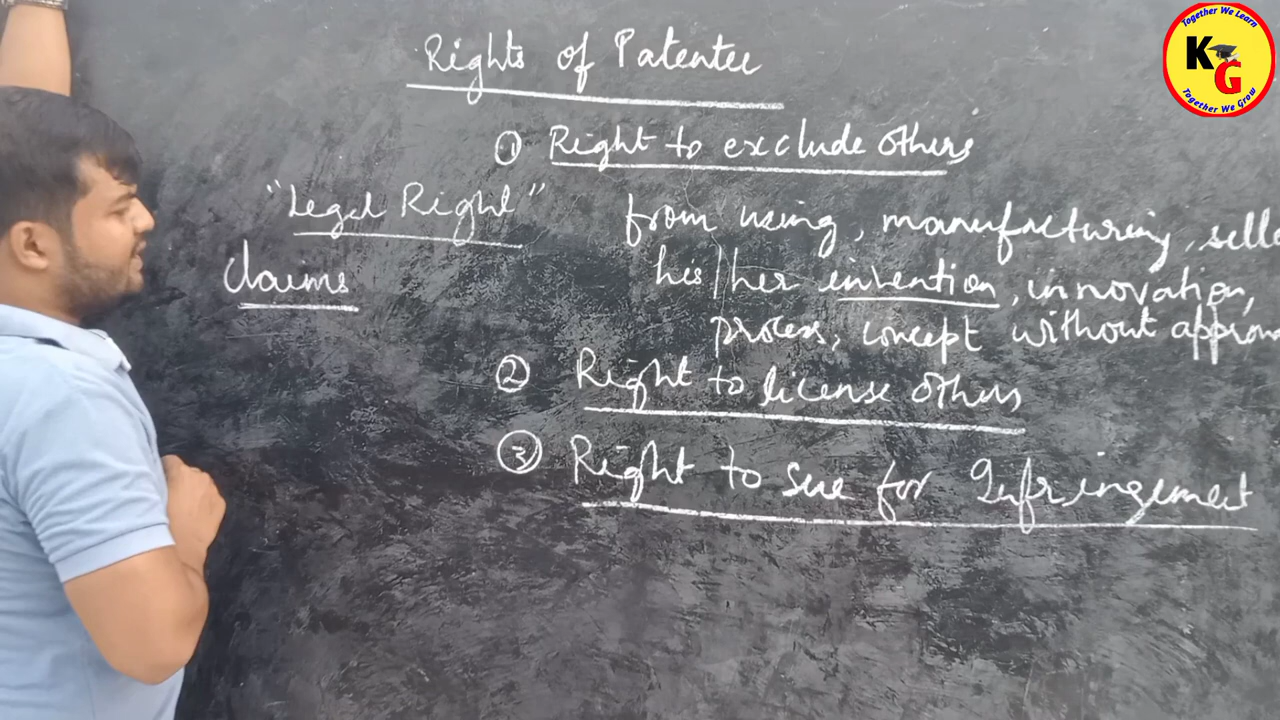 Rights of Patentee
① Right to exclude others
"Legal Right"
from using, manufacturing, selle
Claims
his/her invention, innovation,
process, concept without approv
② Right to license others
③ Right to sue for Infringement
Together We Learn
KG
Together We Grow